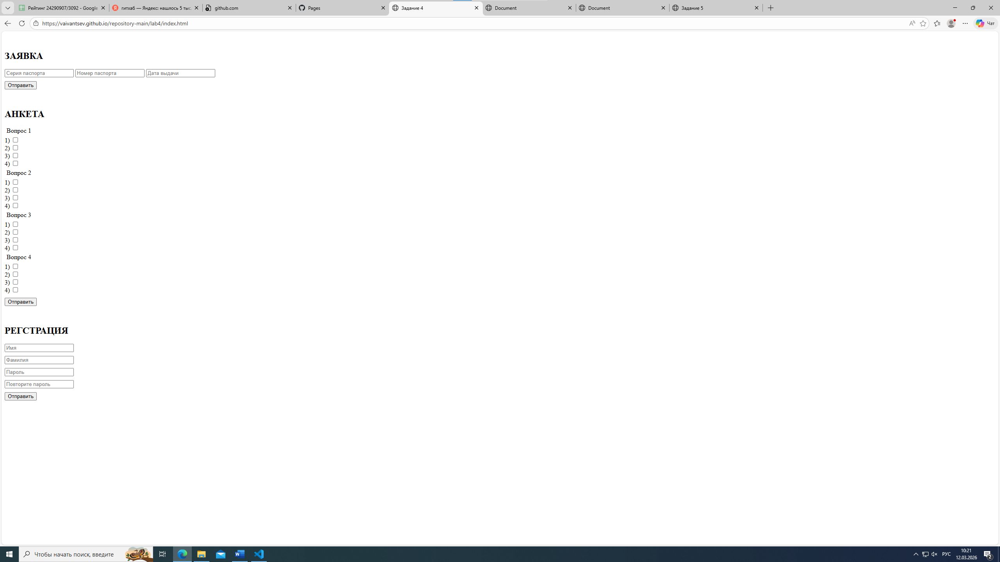 Рейтинг 24290907/3092 - Google
гитхаб — Яндекс: нашлось 5 тыс.
github.com
Pages
Задание 4
Document
Document
Задание 5
https://vaivantsev.github.io/repository-main/lab4/index.html
Чат
ЗАЯВКА
Серия паспорта Номер паспорта Дата выдачи
Отправить
АНКЕТА
Вопрос 1
1)
2)
3)
4)
Вопрос 2
1)
2)
3)
4)
Вопрос 3
1)
2)
3)
4)
Вопрос 4
1)
2)
3)
4)
Отправить
РЕГСТРАЦИЯ
Имя
Фамилия
Пароль
Повторите пароль
Отправить
Чтобы начать поиск, введите
РУС
10:21
12.03.2026
2